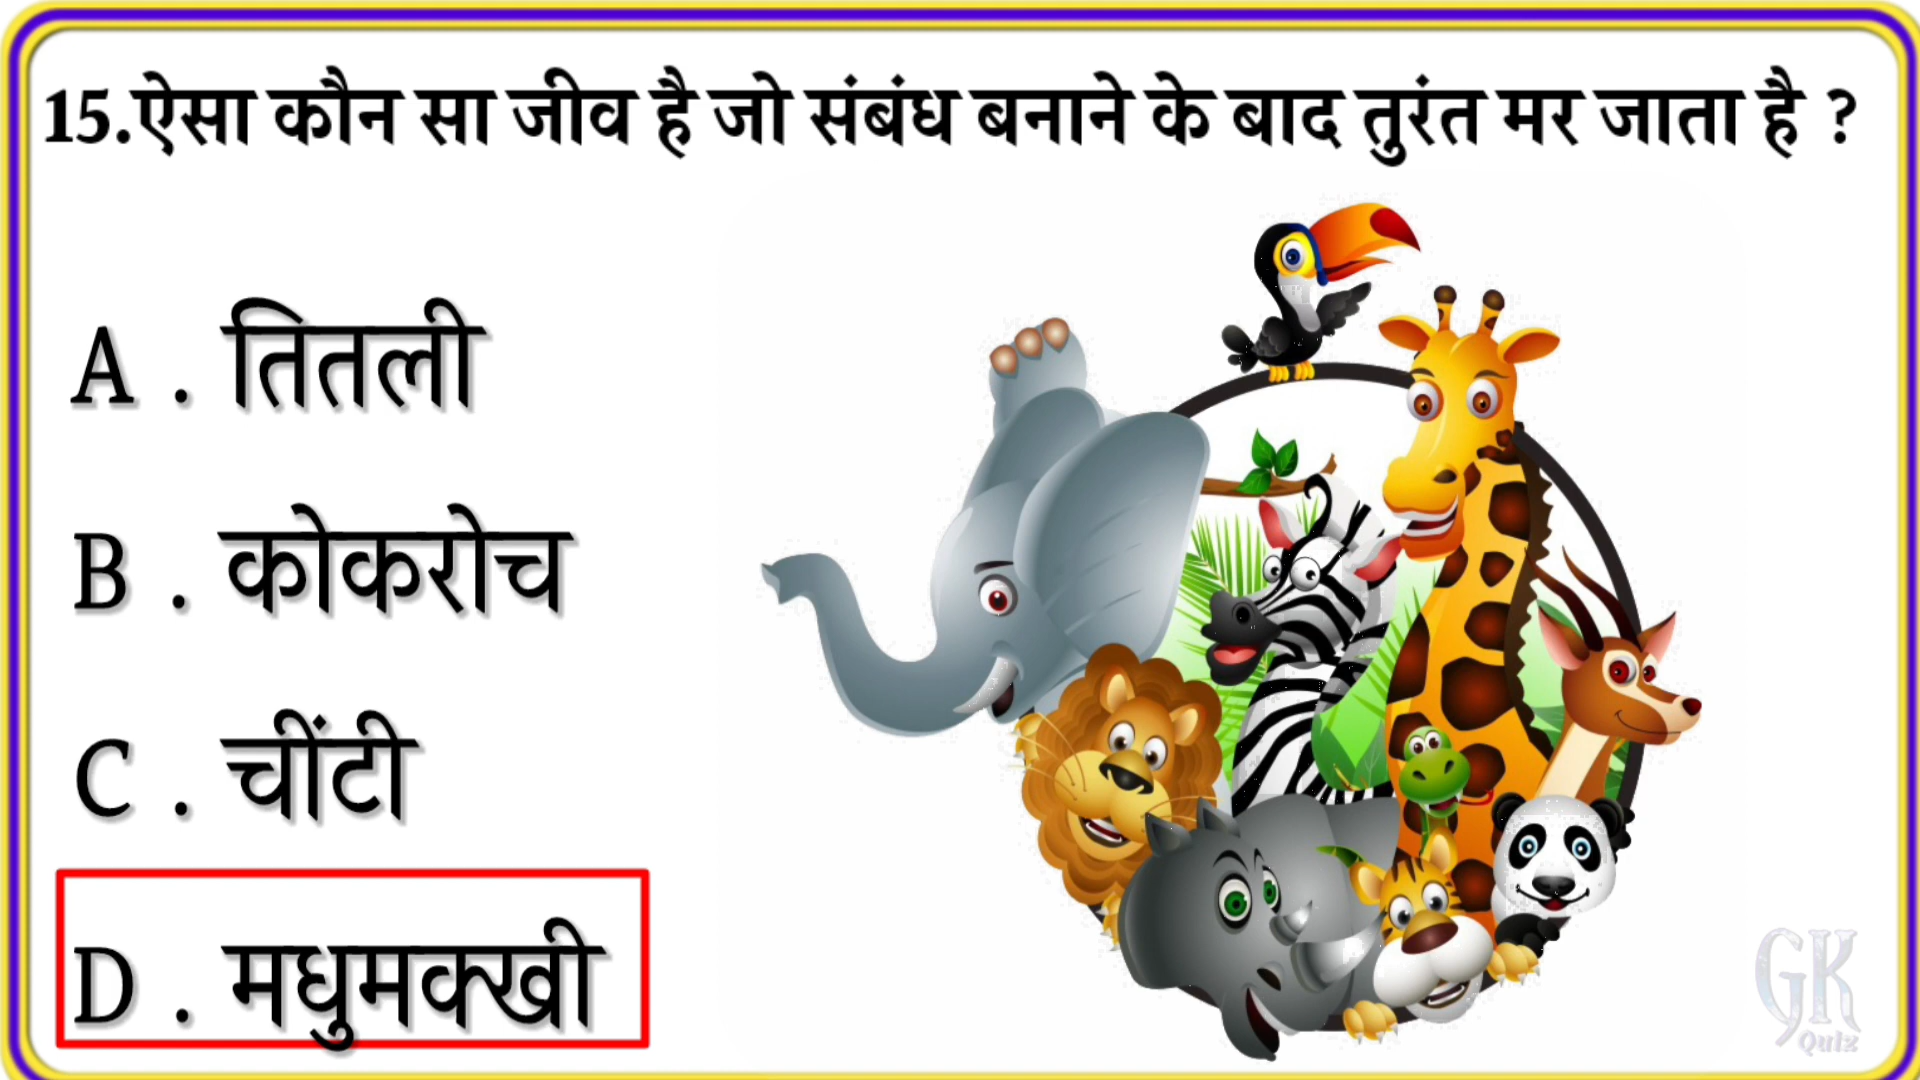 15.ऐसा कौन सा जीव है जो संबंध बनाने के बाद तुरंत मर जाता है ?
A . तितली
B . कोकरोच
C . चींटी
D . मधुमक्खी
GK
Quiz